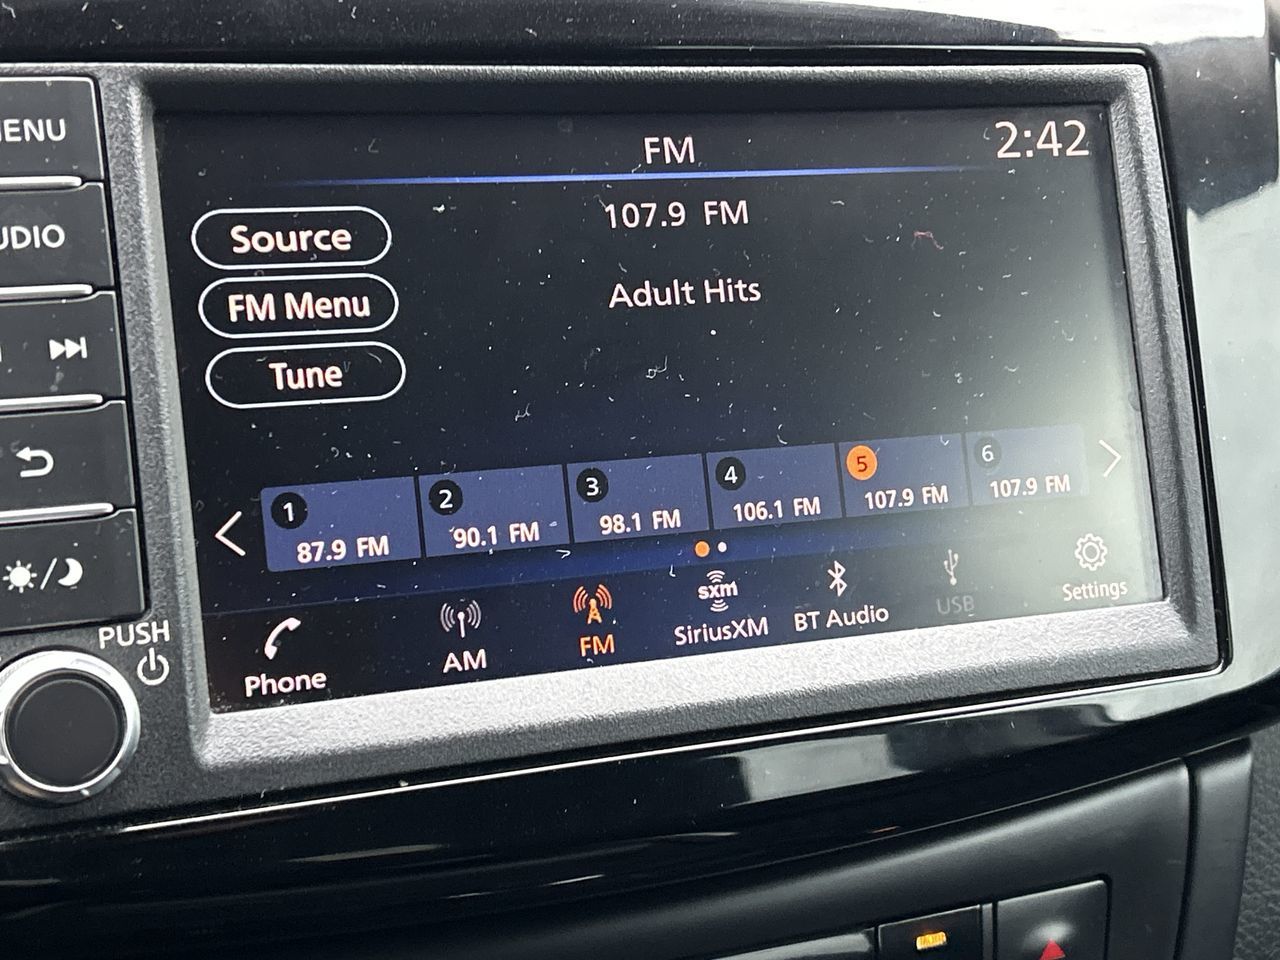 MENU
AUDIO
PUSH
FM
2:42
107.9 FM
Source
FM Menu
Tune
Adult Hits
1
87.9 FM
2
90.1 FM
3
98.1 FM
4
106.1 FM
5
107.9 FM
6
107.9 FM
Phone
AM
FM
sxm
SiriusXM
BT Audio
USB
Settings